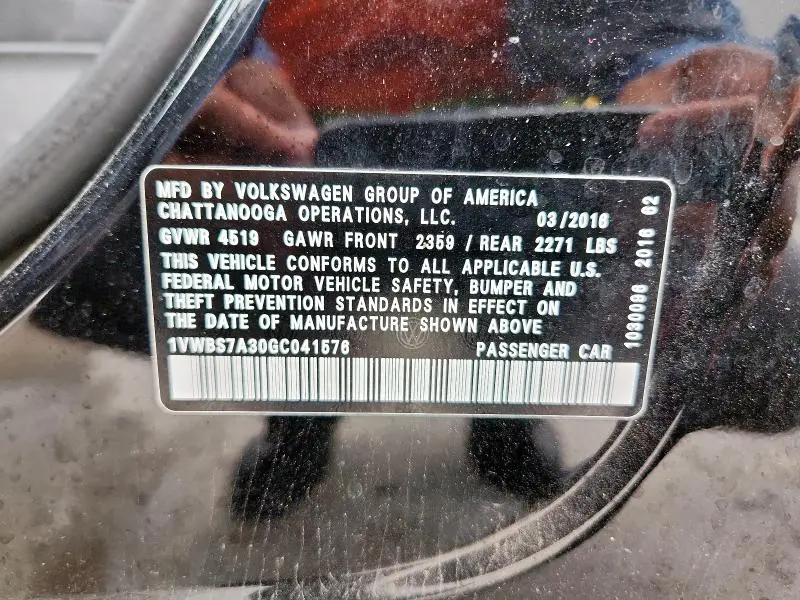 MFD BY VOLKSWAGEN GROUP OF AMERICA
CHATTANOOGA OPERATIONS, LLC. 03/2016
GVWR 4519 GAWR FRONT 2359 / REAR 2271 LBS
THIS VEHICLE CONFORMS TO ALL APPLICABLE U.S.
FEDERAL MOTOR VEHICLE SAFETY, BUMPER AND
THEFT PREVENTION STANDARDS IN EFFECT ON
THE DATE OF MANUFACTURE SHOWN ABOVE
1VWBS7A30GC041576 PASSENGER CAR
1030096 2016 02